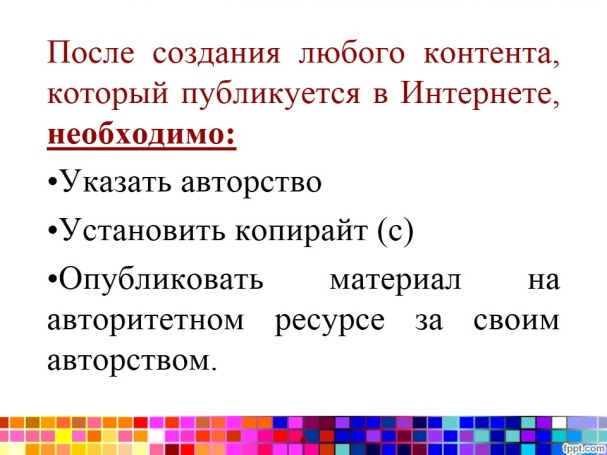 После создания любого контента,
который публикуется в Интернете,
необходимо:
•Указать авторство
•Установить копирайт (с)
•Опубликовать материал на
авторитетном ресурсе за своим
авторством.
fppt.com